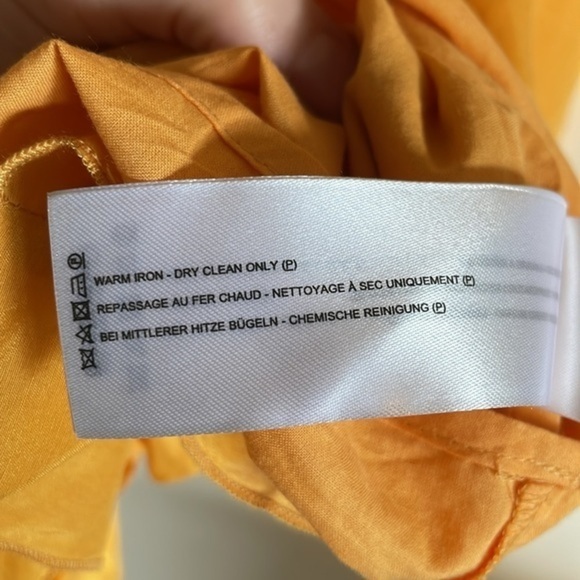 WARM IRON - DRY CLEAN ONLY (P)
REPASSAGE AU FER CHAUD - NETTOYAGE À SEC UNIQUEMENT (P)
BEI MITTLERER HITZE BÜGELN - CHEMISCHE REINIGUNG (P)